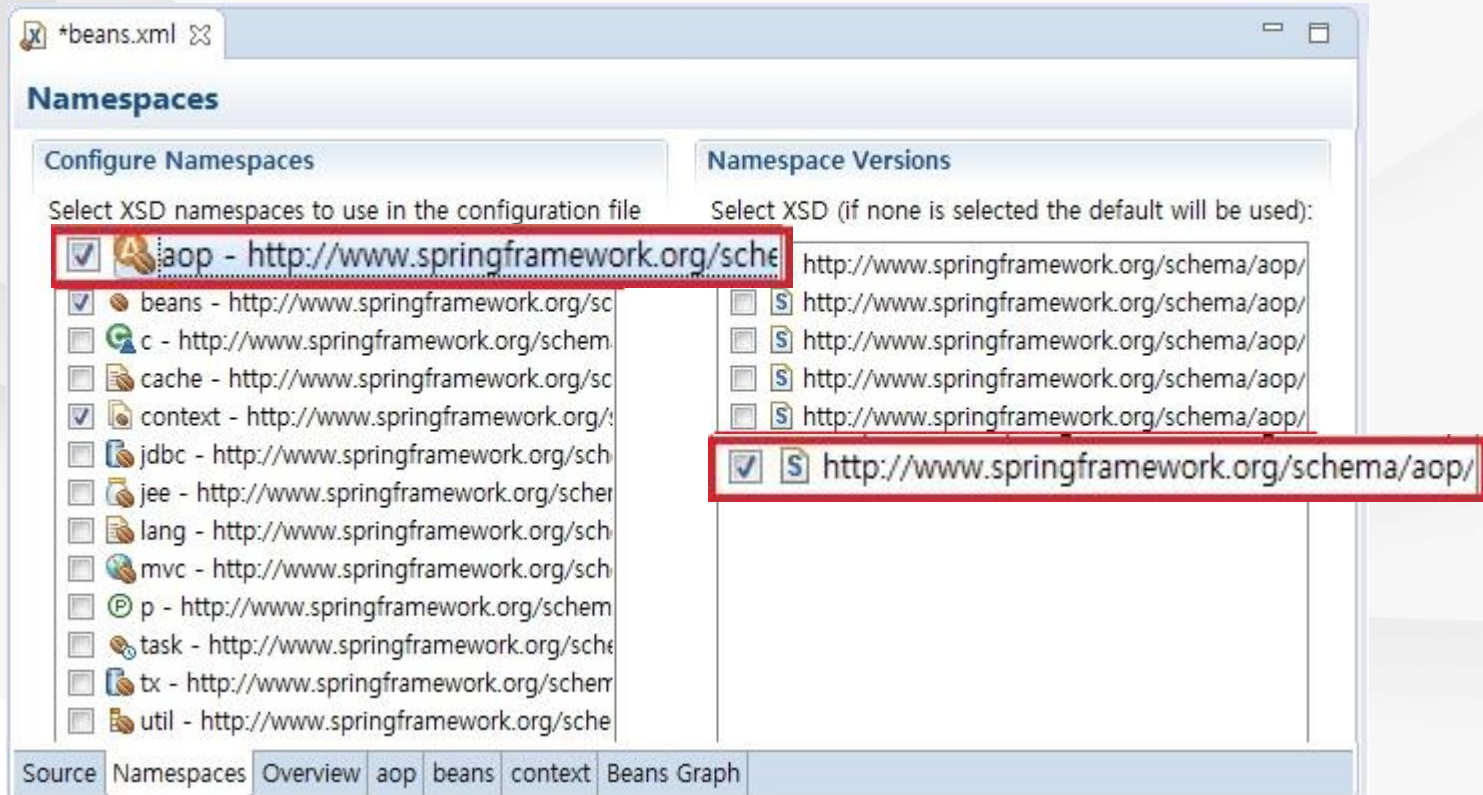 *beans.xml
Namespaces
Configure Namespaces
Select XSD namespaces to use in the configuration file
aop - http://www.springframework.org/sche
beans - http://www.springframework.org/sc
c - http://www.springframework.org/schem
cache - http://www.springframework.org/sc
context - http://www.springframework.org/s
jdbc - http://www.springframework.org/sch
jee - http://www.springframework.org/scher
lang - http://www.springframework.org/sch
mvc - http://www.springframework.org/sch
p - http://www.springframework.org/schem
task - http://www.springframework.org/sche
tx - http://www.springframework.org/schem
util - http://www.springframework.org/sche
Namespace Versions
Select XSD (if none is selected the default will be used):
http://www.springframework.org/schema/aop/
http://www.springframework.org/schema/aop/
http://www.springframework.org/schema/aop/
http://www.springframework.org/schema/aop/
http://www.springframework.org/schema/aop/
http://www.springframework.org/schema/aop/
Source Namespaces Overview aop beans context Beans Graph